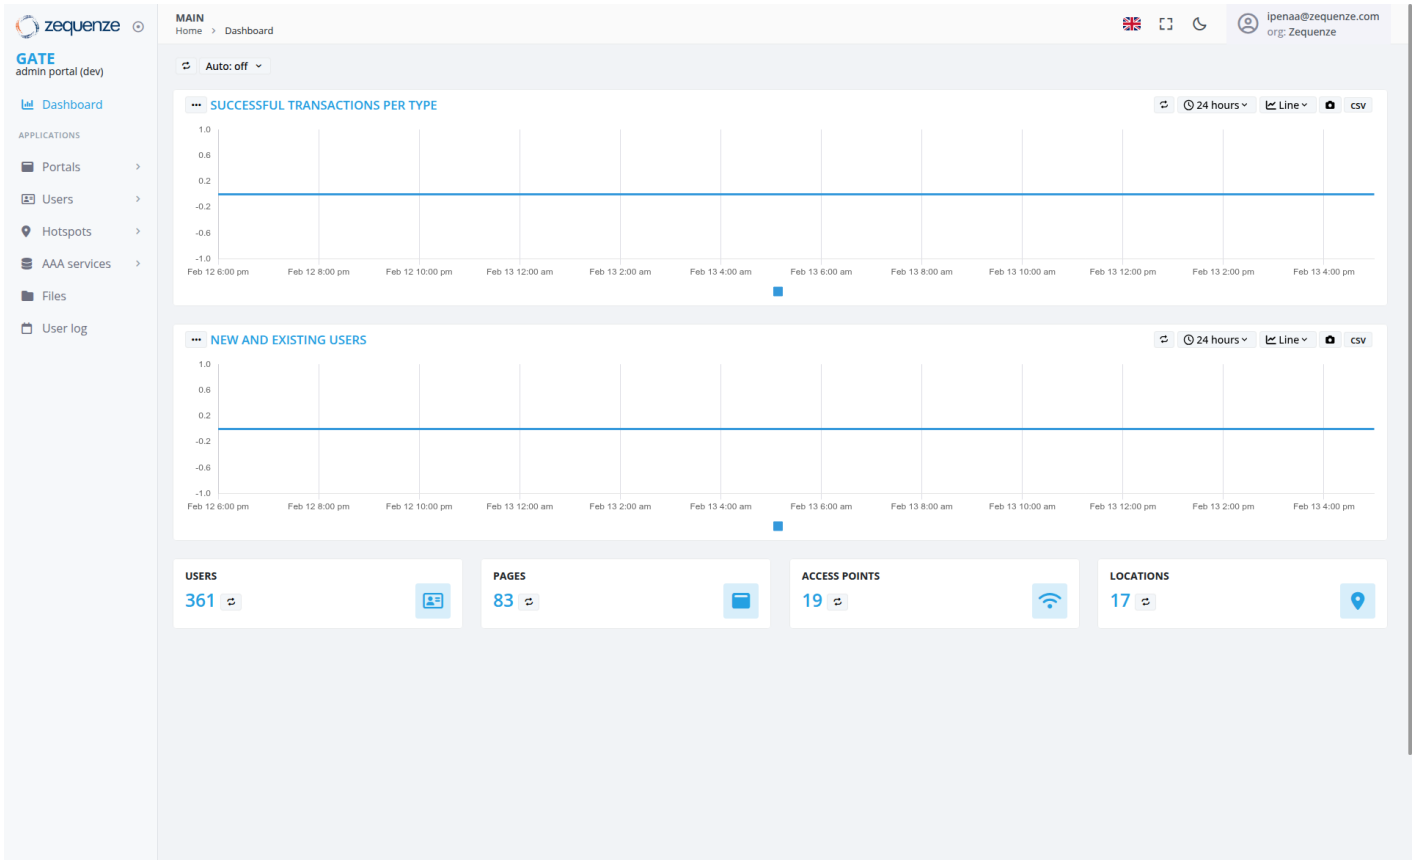 zequenze
GATE
admin portal (dev)
Dashboard
APPLICATIONS
Portals
Users
Hotspots
AAA services
Files
User log
MAIN
Home > Dashboard
ipenaa@zequenze.com
org: Zequenze
Auto: off
SUCCESSFUL TRANSACTIONS PER TYPE
24 hours
Line
csv
1.0
0.6
0.2
-0.2
-0.6
-1.0
Feb 12 6:00 pm Feb 12 8:00 pm Feb 12 10:00 pm Feb 13 12:00 am Feb 13 2:00 am Feb 13 4:00 am Feb 13 6:00 am Feb 13 8:00 am Feb 13 10:00 am Feb 13 12:00 pm Feb 13 2:00 pm Feb 13 4:00 pm
NEW AND EXISTING USERS
24 hours
Line
csv
1.0
0.6
0.2
-0.2
-0.6
-1.0
Feb 12 6:00 pm Feb 12 8:00 pm Feb 12 10:00 pm Feb 13 12:00 am Feb 13 2:00 am Feb 13 4:00 am Feb 13 6:00 am Feb 13 8:00 am Feb 13 10:00 am Feb 13 12:00 pm Feb 13 2:00 pm Feb 13 4:00 pm
USERS
361
PAGES
83
ACCESS POINTS
19
LOCATIONS
17